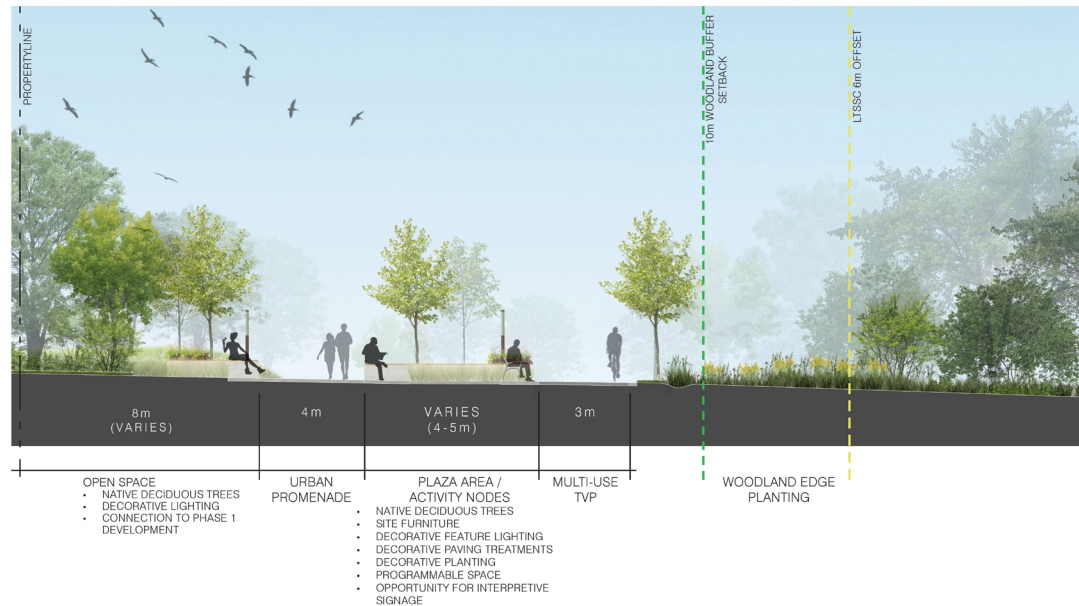 PROPERTYLINE
10m WOODLAND BUFFER
SETBACK
LTSSC 6m OFFSET
8m
(VARIES)
4m
VARIES
(4-5m)
3m
OPEN SPACE
• NATIVE DECIDUOUS TREES
• DECORATIVE LIGHTING
• CONNECTION TO PHASE 1
DEVELOPMENT
URBAN
PROMENADE
PLAZA AREA /
ACTIVITY NODES
• NATIVE DECIDUOUS TREES
• SITE FURNITURE
• DECORATIVE FEATURE LIGHTING
• DECORATIVE PAVING TREATMENTS
• DECORATIVE PLANTING
• PROGRAMMABLE SPACE
• OPPORTUNITY FOR INTERPRETIVE
SIGNAGE
MULTI-USE
TVP
WOODLAND EDGE
PLANTING